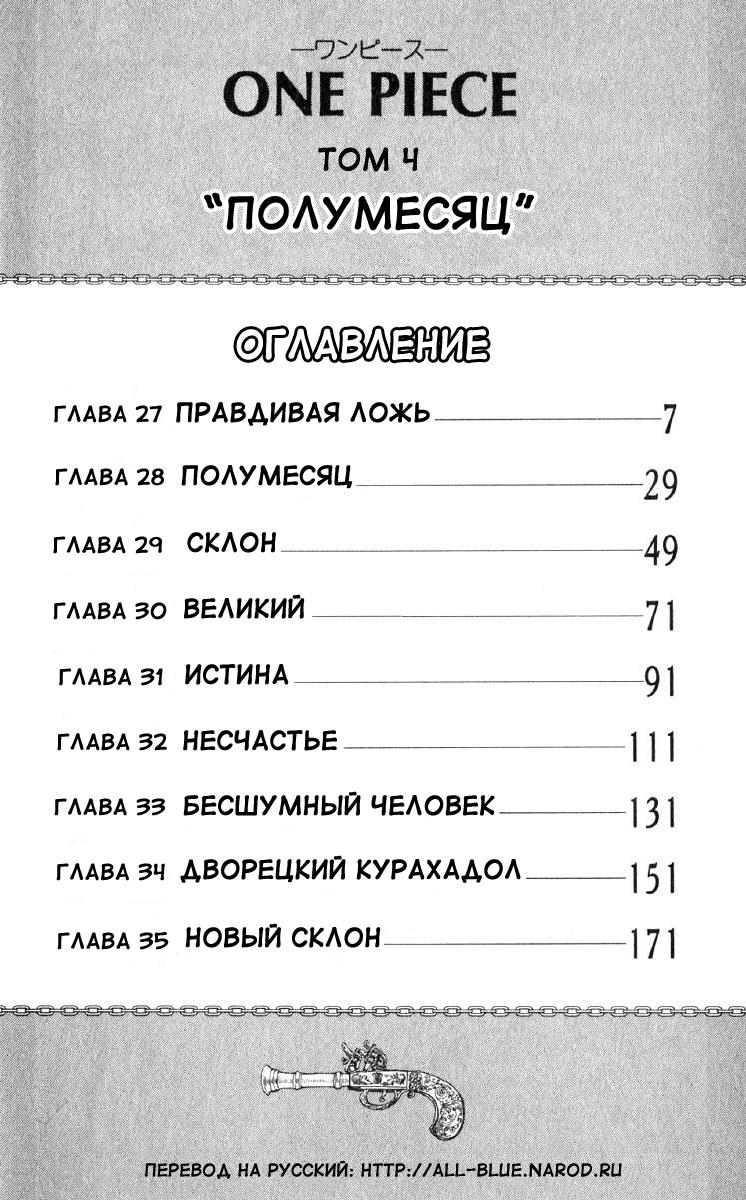 —ワンピース—
ONE PIECE
ТОМ 4
“ПОЛУМЕСЯЦ”
ОГЛАВЛЕНИЕ
ГЛАВА 27 ПРАВДИВАЯ ЛОЖЬ 7
ГЛАВА 28 ПОЛУМЕСЯЦ 29
ГЛАВА 29 СКЛОН 49
ГЛАВА 30 ВЕЛИКИЙ 71
ГЛАВА 31 ИСТИНА 91
ГЛАВА 32 НЕСЧАСТЬЕ 111
ГЛАВА 33 БЕСШУМНЫЙ ЧЕЛОВЕК 131
ГЛАВА 34 ДВОРЕЦКИЙ КУРАХАДОЛ 151
ГЛАВА 35 НОВЫЙ СКЛОН 171
ПЕРЕВОД НА РУССКИЙ: HTTP://ALL-BLUE.NAROD.RU